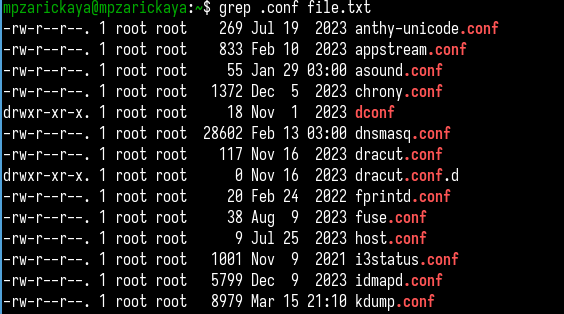 mpzarickaya@mpzarickaya:~$ grep .conf file.txt
-rw-r--r--. 1 root root   269 Jul 19  2023 anthy-unicode.conf
-rw-r--r--. 1 root root   833 Feb 10  2023 appstream.conf
-rw-r--r--. 1 root root    55 Jan 29 03:00 asound.conf
-rw-r--r--. 1 root root  1372 Dec  5  2023 chrony.conf
drwxr-xr-x. 1 root root    18 Nov  1  2023 dconf
-rw-r--r--. 1 root root 28602 Feb 13 03:00 dnsmasq.conf
-rw-r--r--. 1 root root   117 Nov 16  2023 dracut.conf
drwxr-xr-x. 1 root root     0 Nov 16  2023 dracut.conf.d
-rw-r--r--. 1 root root    20 Feb 24  2022 fprintd.conf
-rw-r--r--. 1 root root    38 Aug  9  2023 fuse.conf
-rw-r--r--. 1 root root     9 Jul 25  2023 host.conf
-rw-r--r--. 1 root root  1001 Nov  9  2021 i3status.conf
-rw-r--r--. 1 root root  5799 Dec  9  2023 idmapd.conf
-rw-r--r--. 1 root root  8979 Mar 15 21:10 kdump.conf